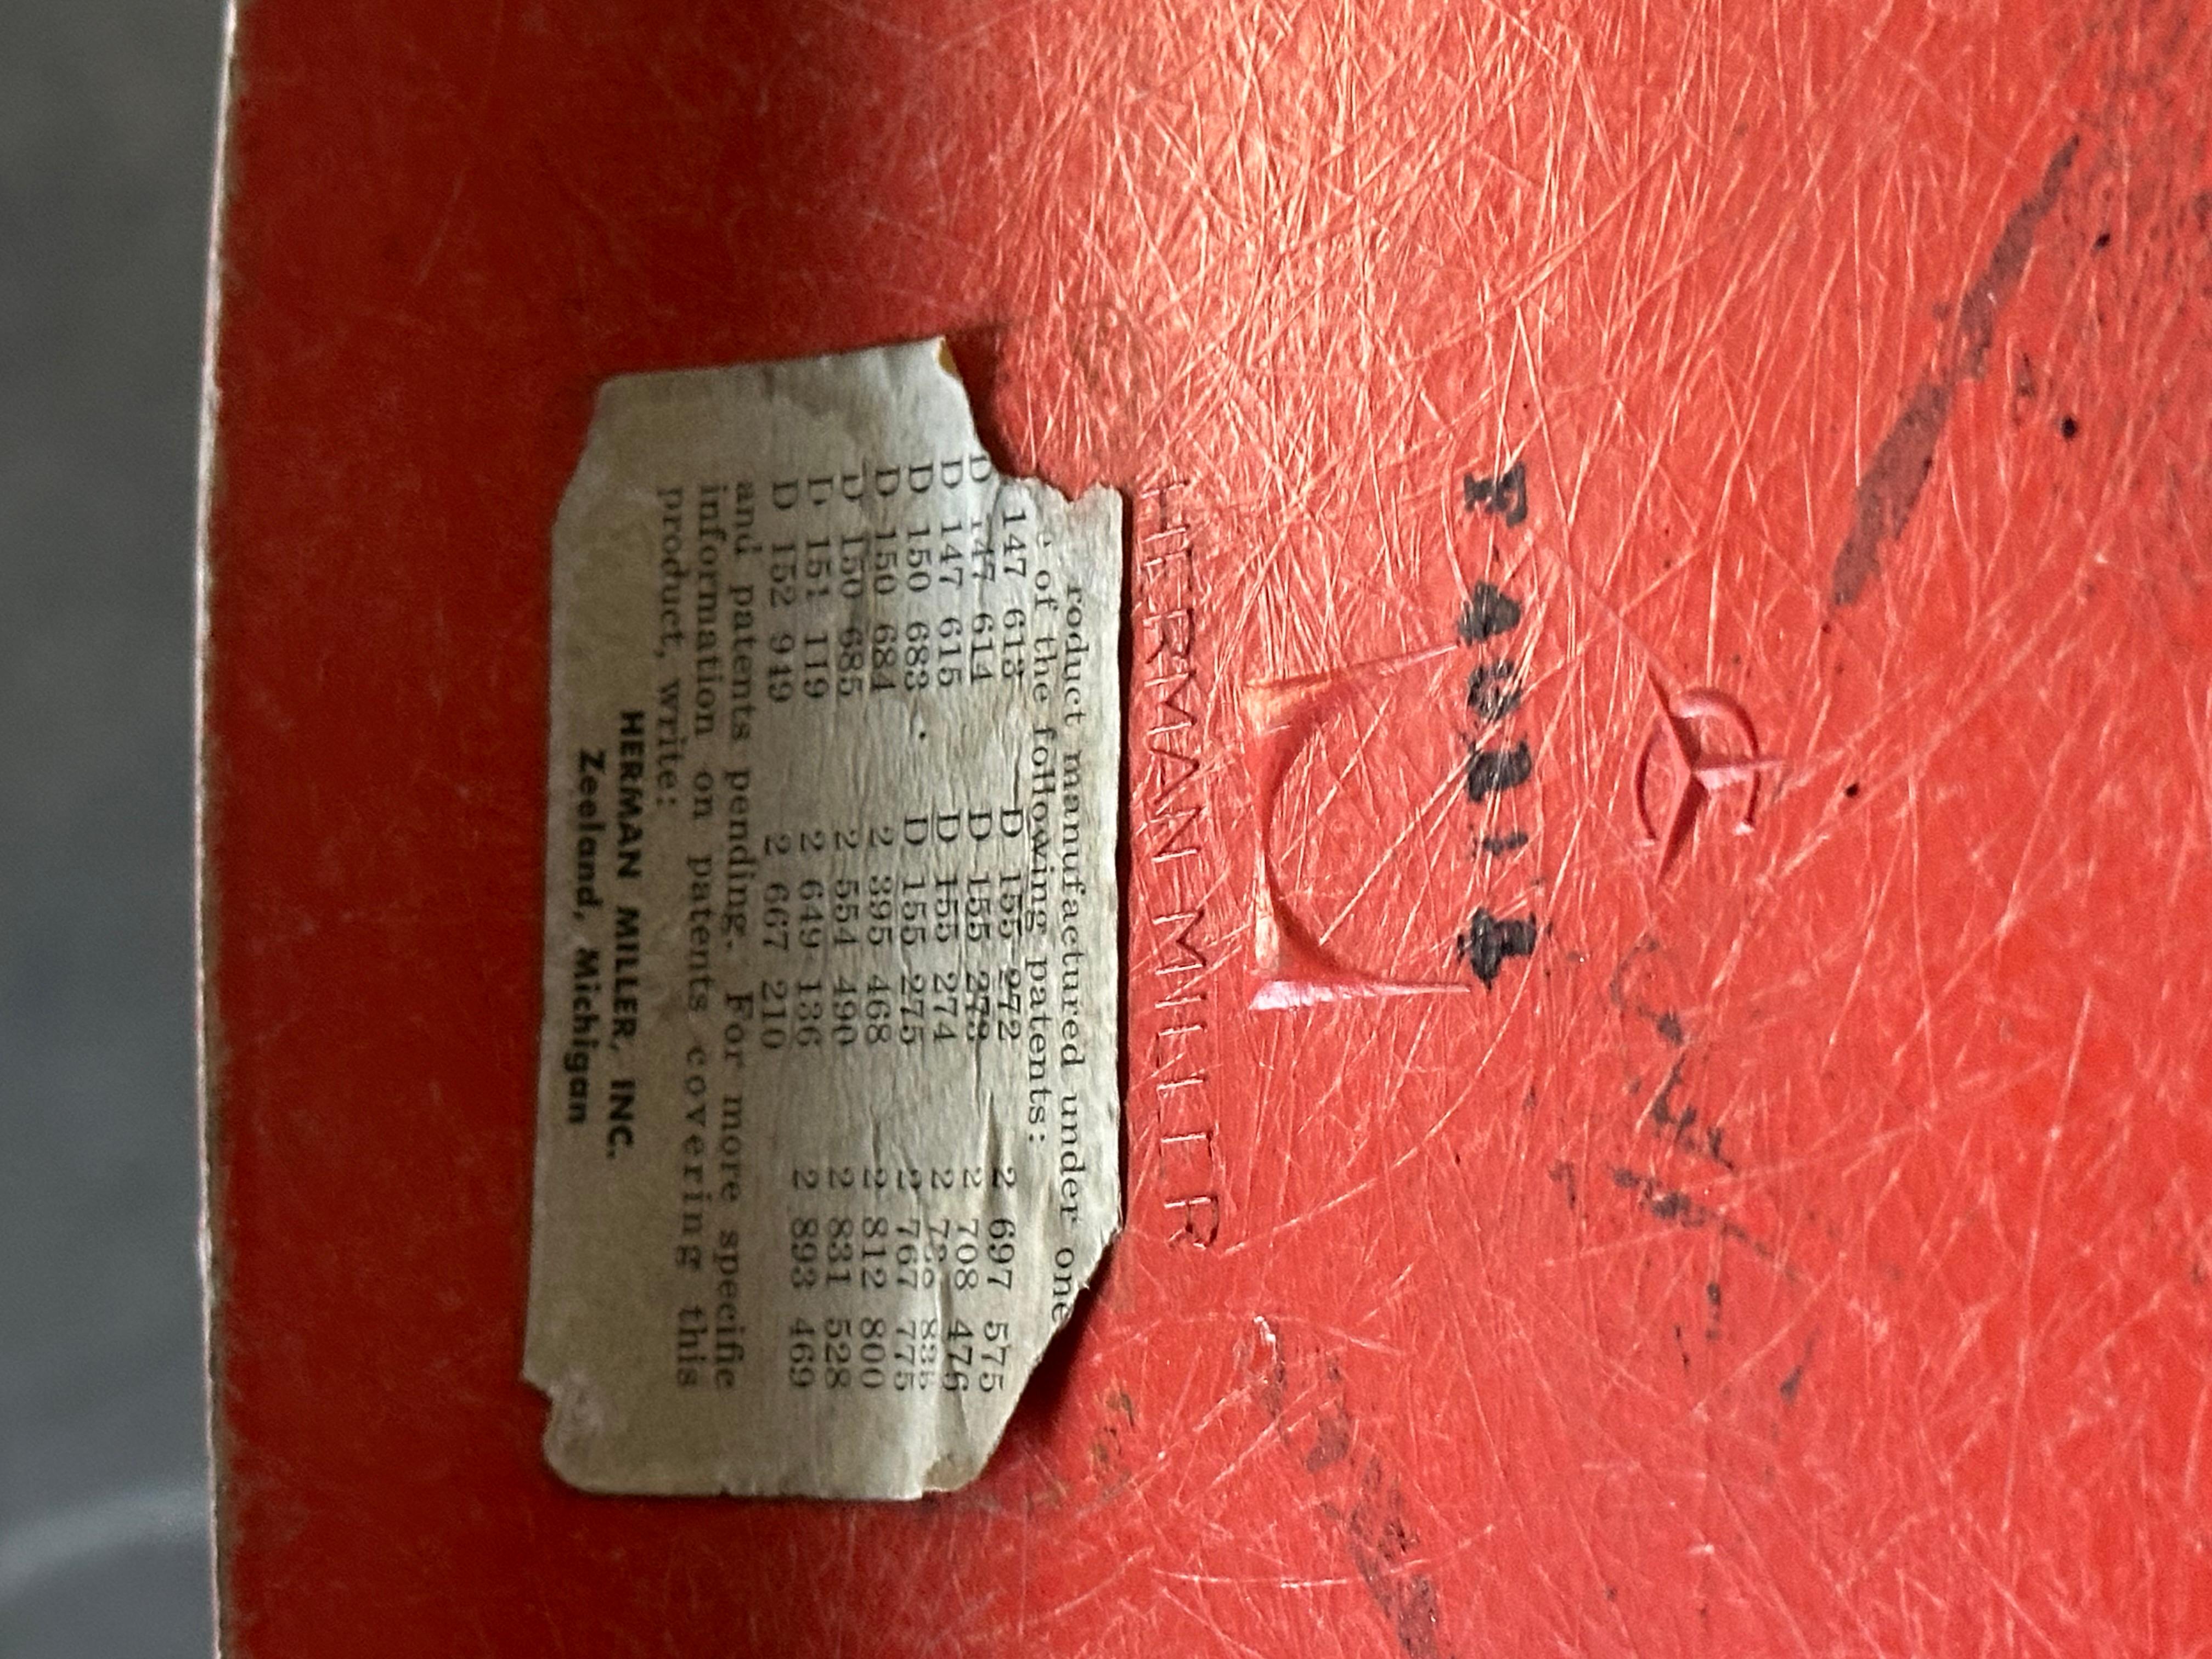 roduct manufactured under one
e of the following patents:
D 147 613 D 155 272 2 697 575
D 147 614 D 155 273 2 708 476
D 147 615 D 155 274
D 150 683 D 155 275 2 767 775
D 150 684 2 395 468 2 812 800
D 150 685 2 554 490 2 831 528
D 151 119 2 649 136 2 893 469
D 152 949 2 667 210
and patents pending. For more specific
information on patents covering this
product, write:
HERMAN MILLER, INC.
Zeeland, Michigan
HERMAN MILLER